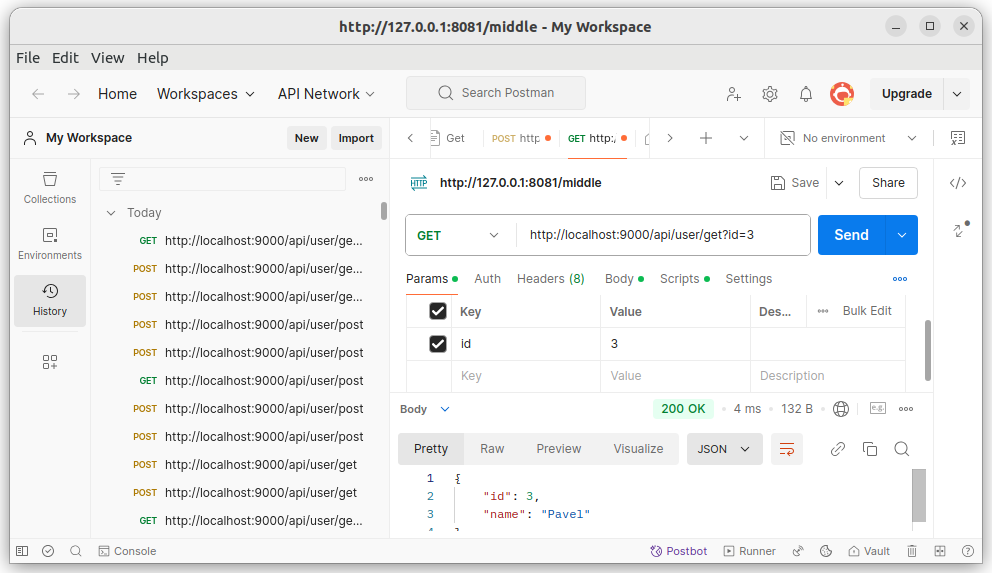 http://127.0.0.1:8081/middle - My Workspace
File Edit View Help
Home Workspaces API Network Search Postman Upgrade
My Workspace New Import
Get POST http GET http:, No environment
Collections
Environments
History
Today
GET http://localhost:9000/api/user/ge...
POST http://localhost:9000/api/user/ge...
POST http://localhost:9000/api/user/ge...
POST http://localhost:9000/api/user/post
POST http://localhost:9000/api/user/post
GET http://localhost:9000/api/user/post
POST http://localhost:9000/api/user/post
POST http://localhost:9000/api/user/post
POST http://localhost:9000/api/user/get
POST http://localhost:9000/api/user/get
GET http://localhost:9000/api/user/ge...
HTTP http://127.0.0.1:8081/middle Save Share
GET http://localhost:9000/api/user/get?id=3 Send
Params Auth Headers (8) Body Scripts Settings
Key Value Des... Bulk Edit
id 3
Key Value Description
Body 200 OK 4 ms 132 B e.g.
Pretty Raw Preview Visualize JSON
1 {
2 "id": 3,
3 "name": "Pavel"
4 }
Console Postbot Runner Vault